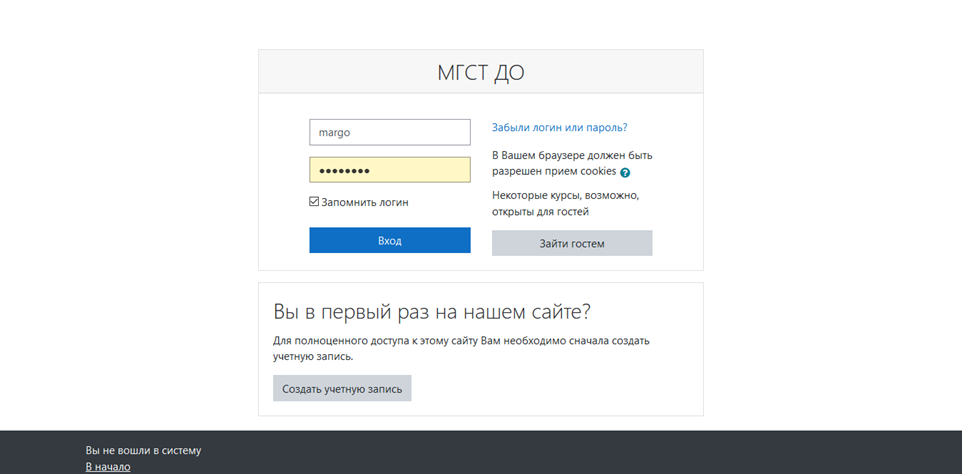 МГСТ ДО
margo
••••••••
Запомнить логин
Вход
Забыли логин или пароль?
В Вашем браузере должен быть
разрешен прием cookies ?
Некоторые курсы, возможно,
открыты для гостей
Зайти гостем
Вы в первый раз на нашем сайте?
Для полноценного доступа к этому сайту Вам необходимо сначала создать
учетную запись.
Создать учетную запись
Вы не вошли в систему
В начало